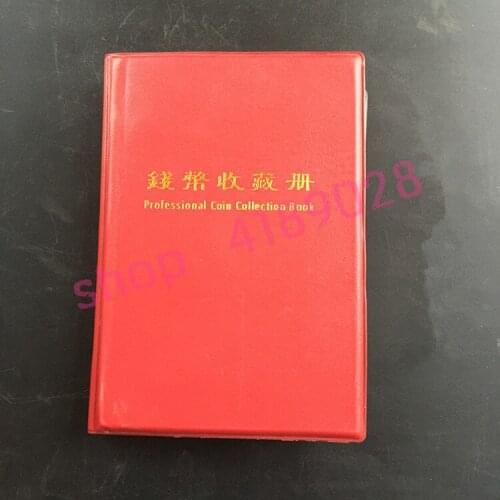 錢幣收藏册
Professional Coin Collection Book
shop 4189028